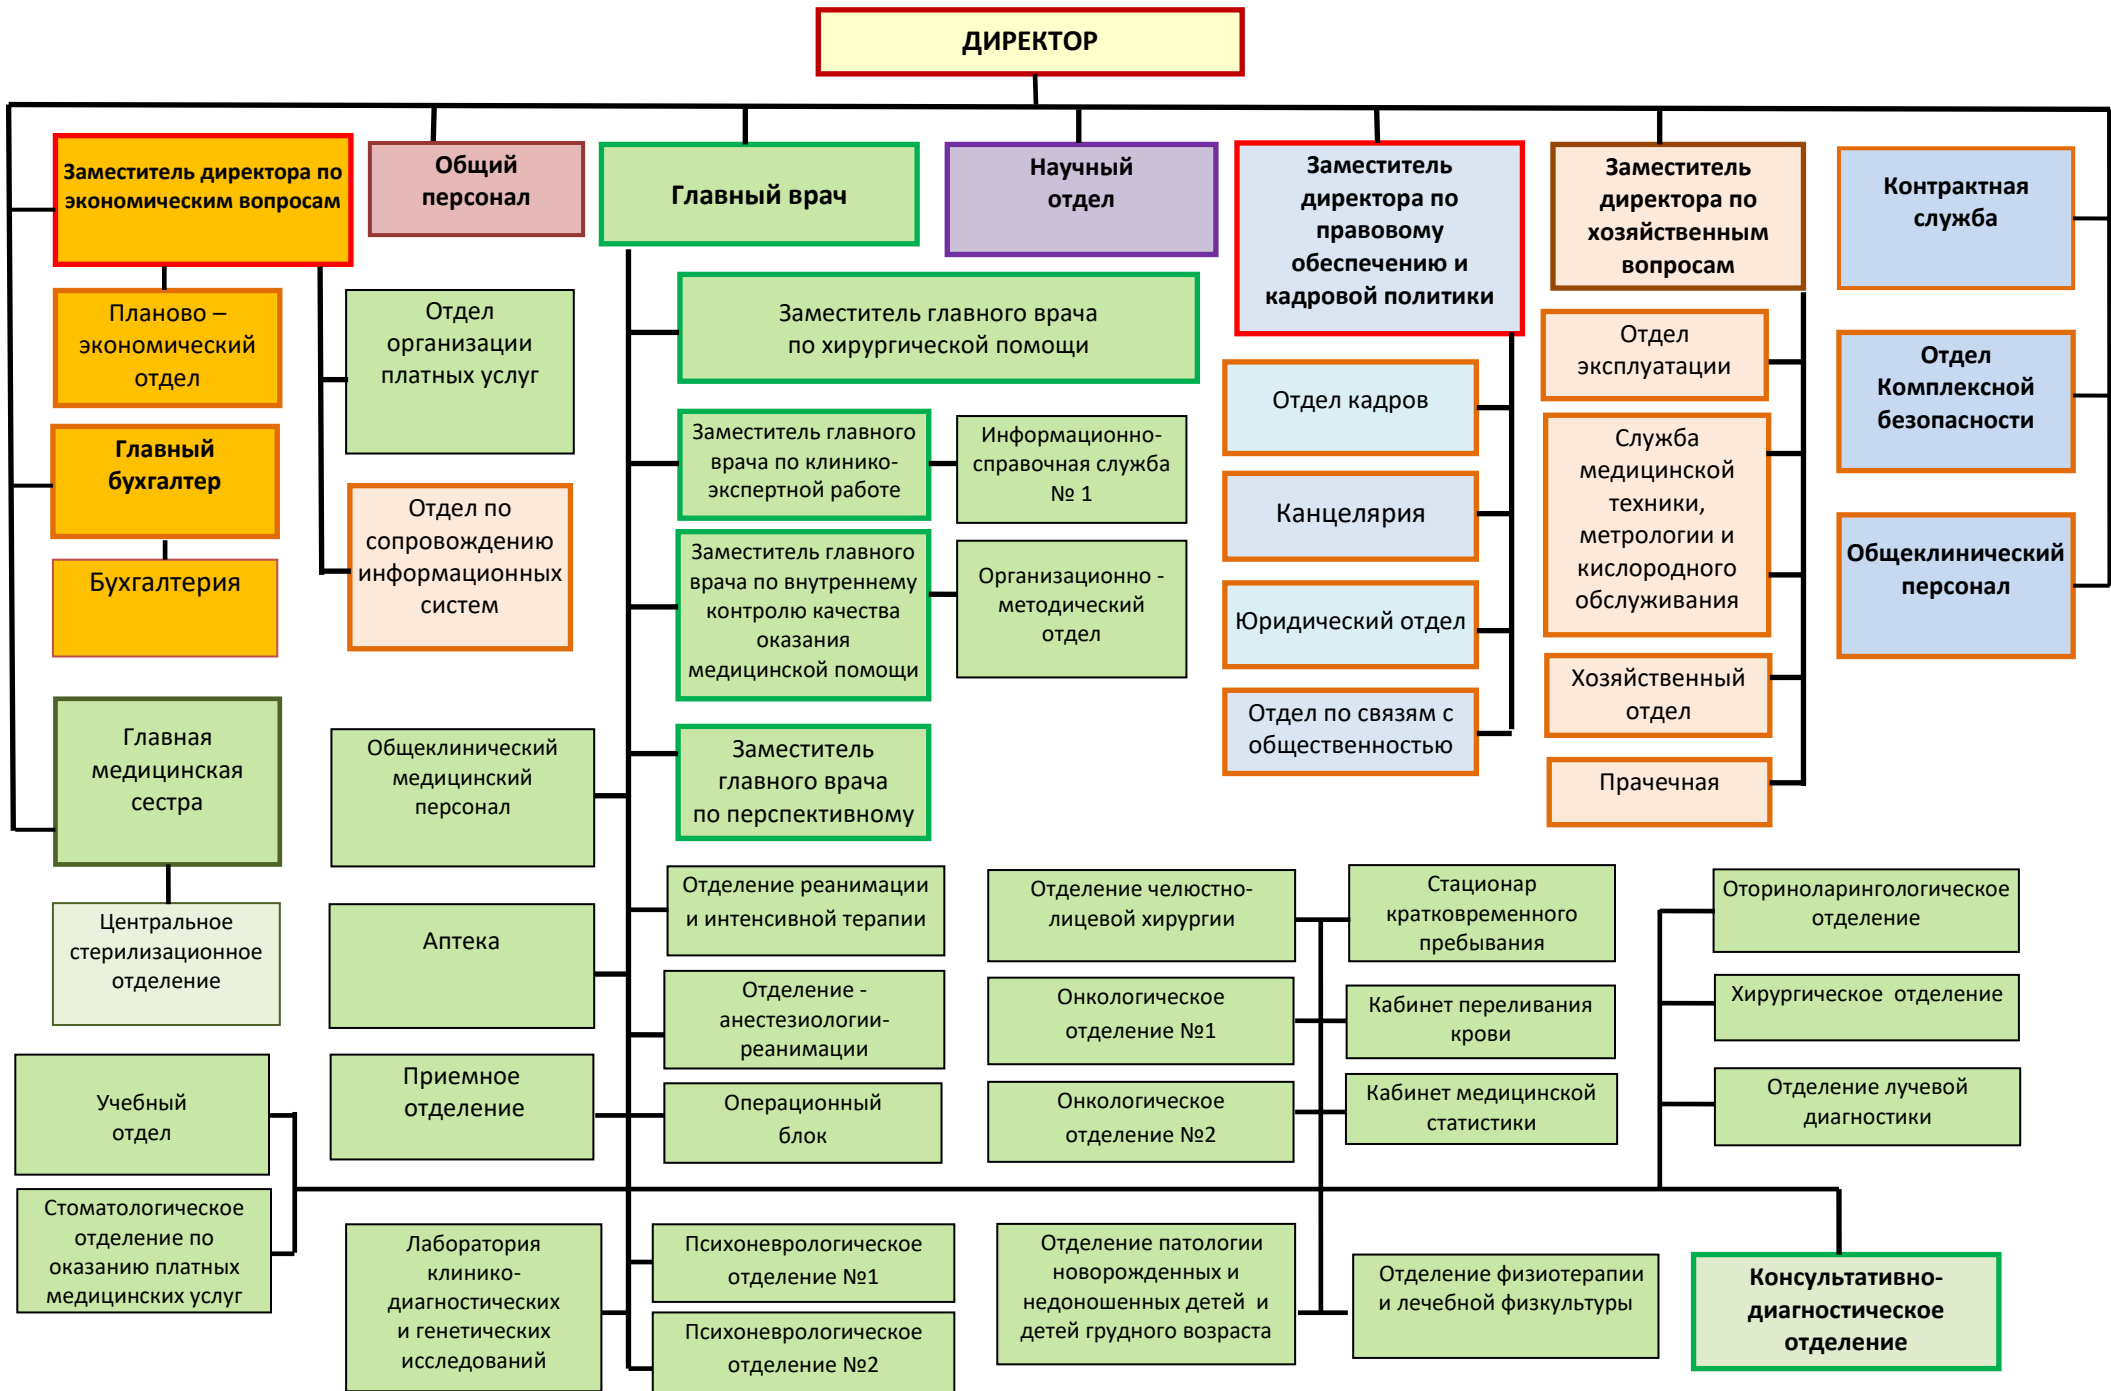 ДИРЕКТОР
Заместитель директора по
экономическим вопросам
Общий
персонал
Главный врач
Научный
отдел
Заместитель
директора по
правовому
обеспечению и
кадровой политики
Заместитель
директора по
хозяйственным
вопросам
Контрактная
служба
Планово –
экономический
отдел
Отдел
организации
платных услуг
Заместитель главного врача
по хирургической помощи
Отдел
эксплуатации
Отдел
Комплексной
безопасности
Отдел кадров
Главный
бухгалтер
Заместитель главного
врача по клинико-
экспертной работе
Информационно-
справочная служба
№ 1
Служба
медицинской
техники,
метрологии и
кислородного
обслуживания
Отдел по
сопровождению
информационных
систем
Канцелярия
Общеклинический
персонал
Бухгалтерия
Заместитель главного
врача по внутреннему
контролю качества
оказания
медицинской помощи
Организационно -
методический
отдел
Юридический отдел
Хозяйственный
отдел
Отдел по связям с
общественностью
Главная
медицинская
сестра
Общеклинический
медицинский
персонал
Заместитель
главного врача
по перспективному
Прачечная
Центральное
стерилизационное
отделение
Аптека
Отделение реанимации
и интенсивной терапии
Отделение челюстно-
лицевой хирургии
Стационар
кратковременного
пребывания
Оториноларингологическое
отделение
Отделение -
анестезиологии-
реанимации
Онкологическое
отделение №1
Кабинет переливания
крови
Хирургическое отделение
Учебный
отдел
Приемное
отделение
Операционный
блок
Онкологическое
отделение №2
Кабинет медицинской
статистики
Отделение лучевой
диагностики
Стоматологическое
отделение по
оказанию платных
медицинских услуг
Лаборатория
клинико-
диагностических
и генетических
исследований
Психоневрологическое
отделение №1
Психоневрологическое
отделение №2
Отделение патологии
новорожденных и
недоношенных детей и
детей грудного возраста
Отделение физиотерапии
и лечебной физкультуры
Консультативно-
диагностическое
отделение